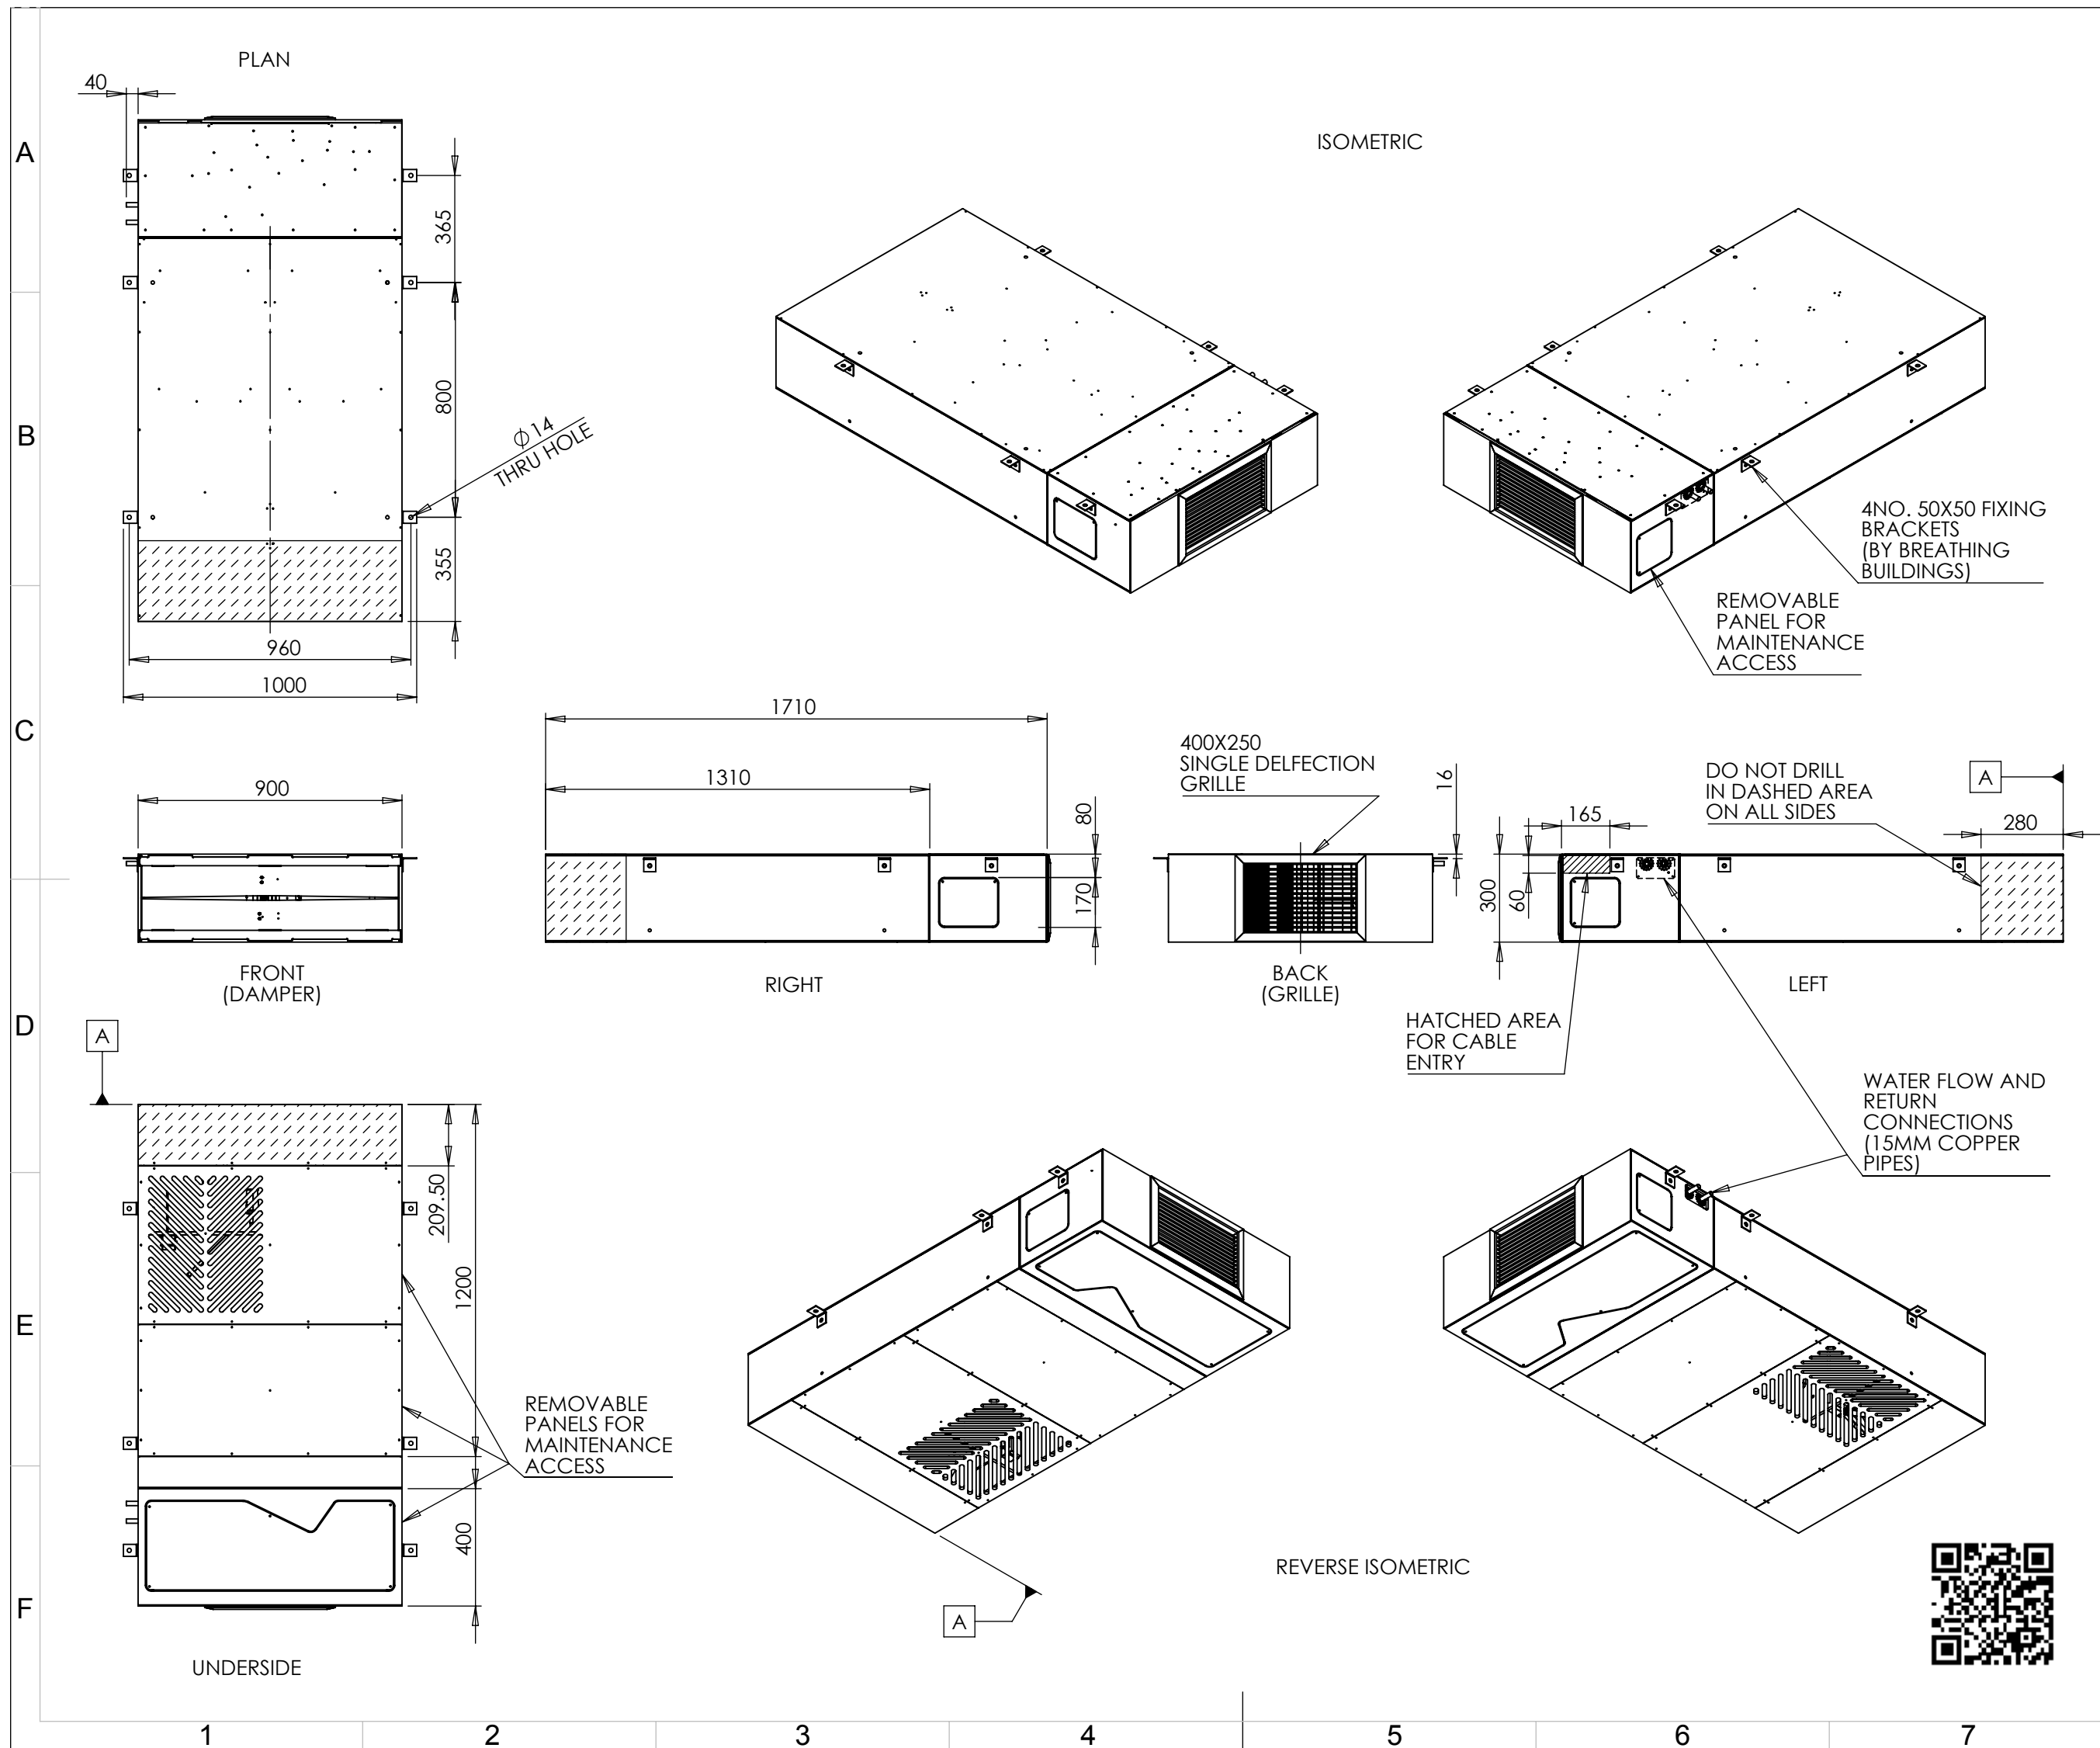 PLAN
40
A
ISOMETRIC
365
B
800
Ø14
THRU HOLE
4NO. 50X50 FIXING
BRACKETS
(BY BREATHING
BUILDINGS)
355
REMOVABLE
PANEL FOR
MAINTENANCE
ACCESS
960
1000
C
1710
400X250
SINGLE DELFECTION
GRILLE
16
DO NOT DRILL
IN DASHED AREA
ON ALL SIDES
A
900
1310
80
165
280
170
300
60
FRONT
(DAMPER)
RIGHT
BACK
(GRILLE)
LEFT
D
A
HATCHED AREA
FOR CABLE
ENTRY
WATER FLOW AND
RETURN
CONNECTIONS
(15MM COPPER
PIPES)
209.50
1200
E
REMOVABLE
PANELS FOR
MAINTENANCE
ACCESS
400
REVERSE ISOMETRIC
F
A
UNDERSIDE
1
2
3
4
5
6
7